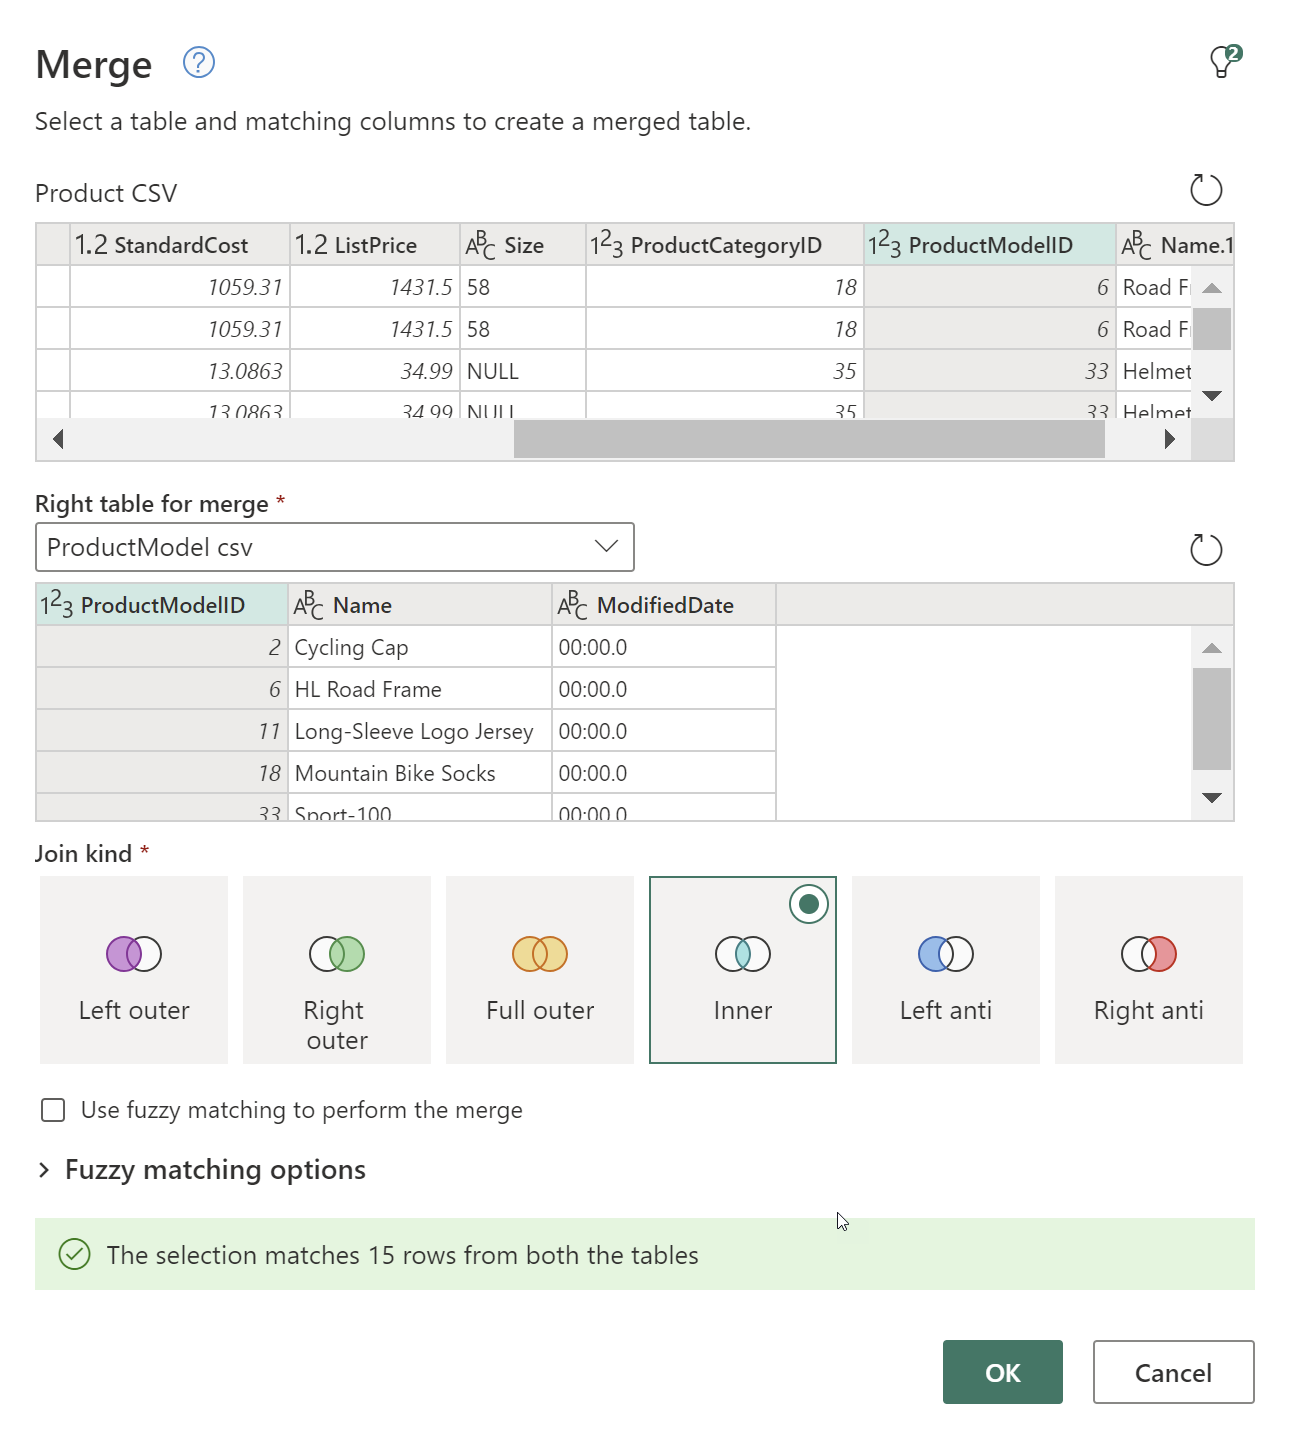 Merge ?
2
Select a table and matching columns to create a merged table.
Product CSV
1.2 StandardCost 1.2 ListPrice ABC Size 123 ProductCategoryID 123 ProductModelID ABC Name.1
1059.31 1431.5 58 18 6 Road F
1059.31 1431.5 58 18 6 Road F
13.0863 34.99 NULL 35 33 Helmet
13.0863 34.99 NULL 35 33 Helmet
Right table for merge *
ProductModel csv
123 ProductModelID ABC Name ABC ModifiedDate
2 Cycling Cap 00:00.0
6 HL Road Frame 00:00.0
11 Long-Sleeve Logo Jersey 00:00.0
18 Mountain Bike Socks 00:00.0
33 Sport-100 00:00.0
Join kind *
Left outer
Right
outer
Full outer
Inner
Left anti
Right anti
Use fuzzy matching to perform the merge
Fuzzy matching options
The selection matches 15 rows from both the tables
OK Cancel